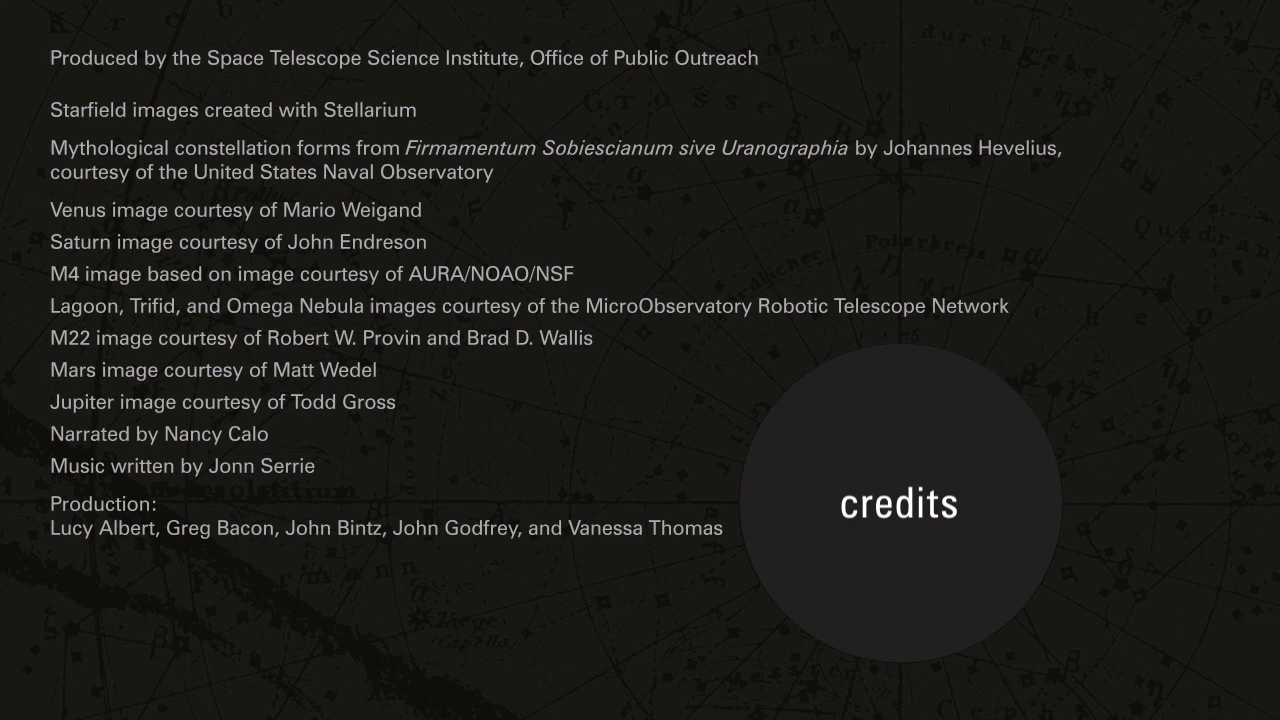 Produced by the Space Telescope Science Institute, Office of Public Outreach
Starfield images created with Stellarium
Mythological constellation forms from Firmamentum Sobiescianum sive Uranographia by Johannes Hevelius,
courtesy of the United States Naval Observatory
Venus image courtesy of Mario Weigand
Saturn image courtesy of John Endreson
M4 image based on image courtesy of AURA/NOAO/NSF
Lagoon, Trifid, and Omega Nebula images courtesy of the MicroObservatory Robotic Telescope Network
M22 image courtesy of Robert W. Provin and Brad D. Wallis
Mars image courtesy of Matt Wedel
Jupiter image courtesy of Todd Gross
Narrated by Nancy Calo
Music written by Jonn Serrie
Production:
Lucy Albert, Greg Bacon, John Bintz, John Godfrey, and Vanessa Thomas
credits
durch
Grosse
Polarkreis
Ziege
Capella